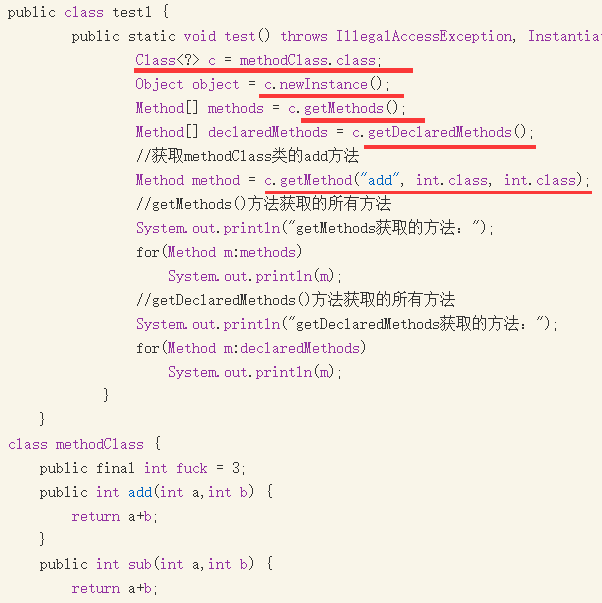 public class test1 {
public static void test() throws IllegalAccessException, Instantia
Class<?> c = methodClass.class;
Object object = c.newInstance();
Method[] methods = c.getMethods();
Method[] declaredMethods = c.getDeclaredMethods();
//获取methodClass类的add方法
Method method = c.getMethod("add", int.class, int.class);
//getMethods()方法获取的所有方法
System.out.println("getMethods获取的方法：");
for(Method m:methods)
System.out.println(m);
//getDeclaredMethods()方法获取的所有方法
System.out.println("getDeclaredMethods获取的方法：");
for(Method m:declaredMethods)
System.out.println(m);
}
}
class methodClass {
public final int fuck = 3;
public int add(int a,int b) {
return a+b;
}
public int sub(int a,int b) {
return a+b;